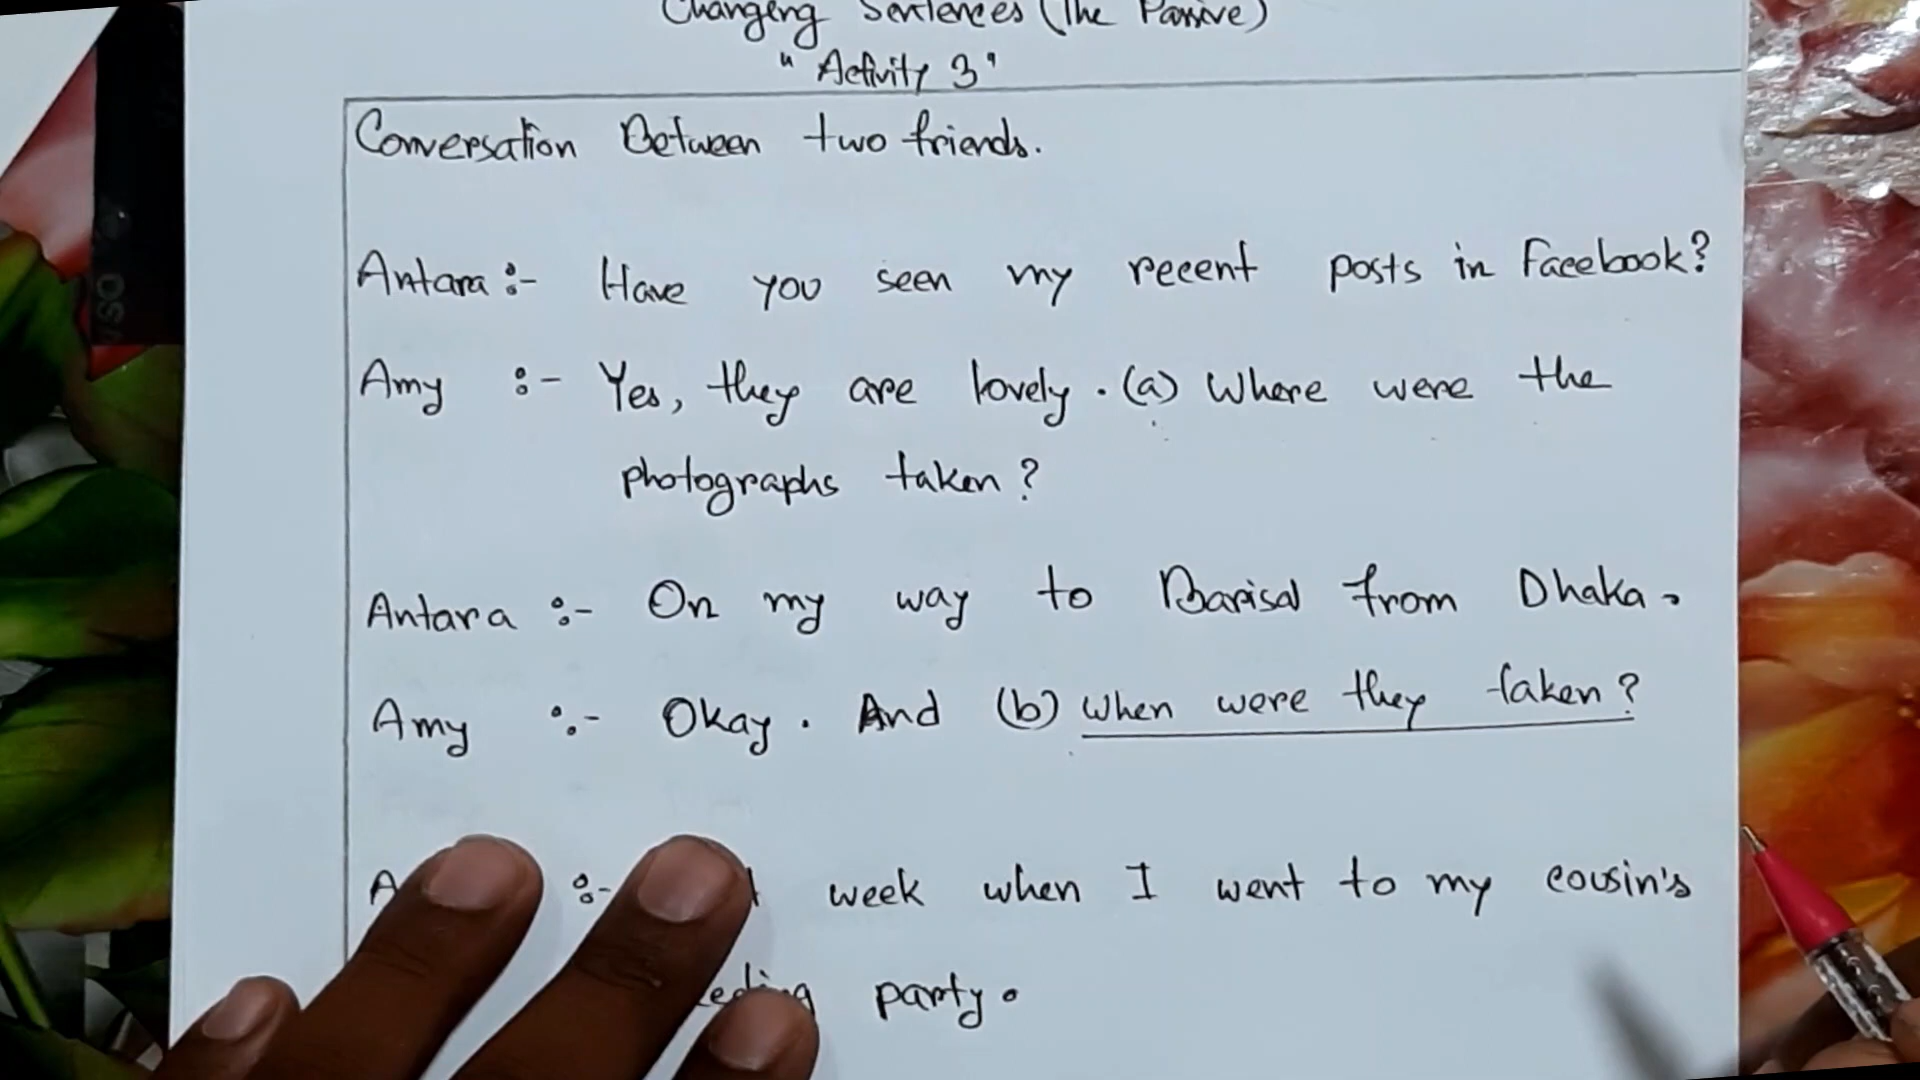 Changing Sentences (The Passive)
" Activity 3 "
Conversation Between two friends.
Antara :- Have you seen my recent posts in Facebook?
Amy :- Yes, they are lovely. (a) Where were the
photographs taken?
Antara :- On my way to Barisal from Dhaka.
Amy :- Okay. And (b) when were they taken?
:- week when I went to my cousin's
party.